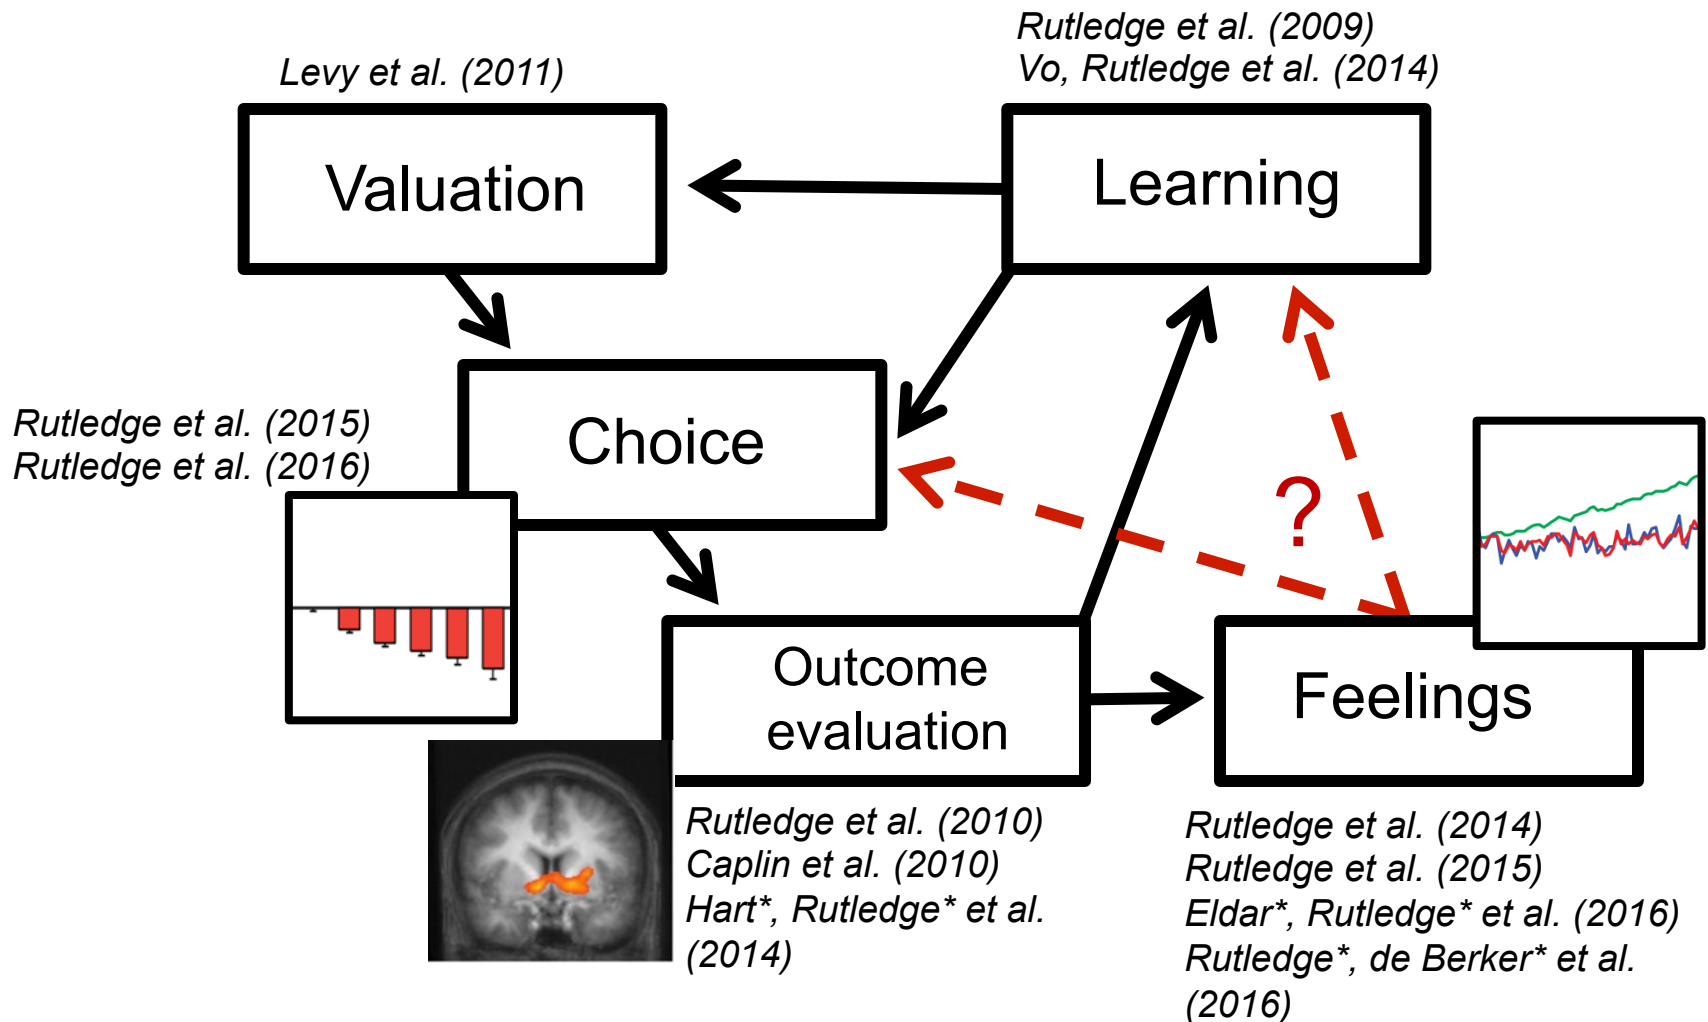 Rutledge et al. (2009)
Vo, Rutledge et al. (2014)
Levy et al. (2011)
Valuation
Learning
Rutledge et al. (2015)
Rutledge et al. (2016)
Choice
?
Outcome
evaluation
Feelings
Rutledge et al. (2010)
Caplin et al. (2010)
Hart*, Rutledge* et al.
(2014)
Rutledge et al. (2014)
Rutledge et al. (2015)
Eldar*, Rutledge* et al. (2016)
Rutledge*, de Berker* et al.
(2016)